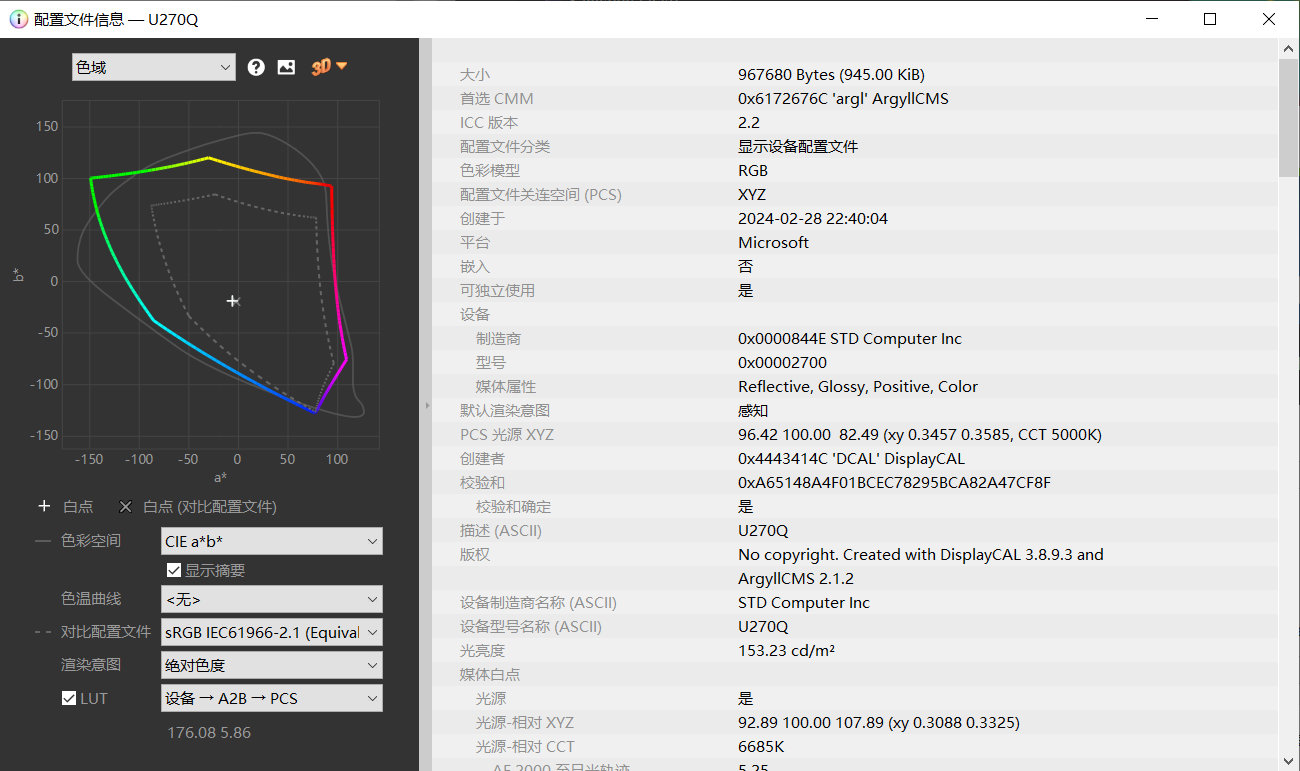 配置文件信息 — U270Q
色域
3D
150
100
50
0
-50
-100
-150
b*
-150 -100 -50 0 50 100
a*
白点 白点 (对比配置文件)
色彩空间 CIE a*b*
显示摘要
色温曲线 <无>
对比配置文件 sRGB IEC61966-2.1 (Equival
渲染意图 绝对色度
LUT 设备 → A2B → PCS
176.08 5.86
大小 967680 Bytes (945.00 KiB)
首选 CMM 0x6172676C 'argl' ArgyllCMS
ICC 版本 2.2
配置文件分类 显示设备配置文件
色彩模型 RGB
配置文件关连空间 (PCS) XYZ
创建于 2024-02-28 22:40:04
平台 Microsoft
嵌入 否
可独立使用 是
设备
制造商 0x0000844E STD Computer Inc
型号 0x00002700
媒体属性 Reflective, Glossy, Positive, Color
默认渲染意图 感知
PCS 光源 XYZ 96.42 100.00 82.49 (xy 0.3457 0.3585, CCT 5000K)
创建者 0x4443414C 'DCAL' DisplayCAL
校验和 0xA65148A4F01BCEC78295BCA82A47CF8F
校验和确定 是
描述 (ASCII) U270Q
版权 No copyright. Created with DisplayCAL 3.8.9.3 and
ArgyllCMS 2.1.2
设备制造商名称 (ASCII) STD Computer Inc
设备型号名称 (ASCII) U270Q
光亮度 153.23 cd/m²
媒体白点
光源 是
光源-相对 XYZ 92.89 100.00 107.89 (xy 0.3088 0.3325)
光源-相对 CCT 6685K
ΔE 2000 至日光轨迹 5.25